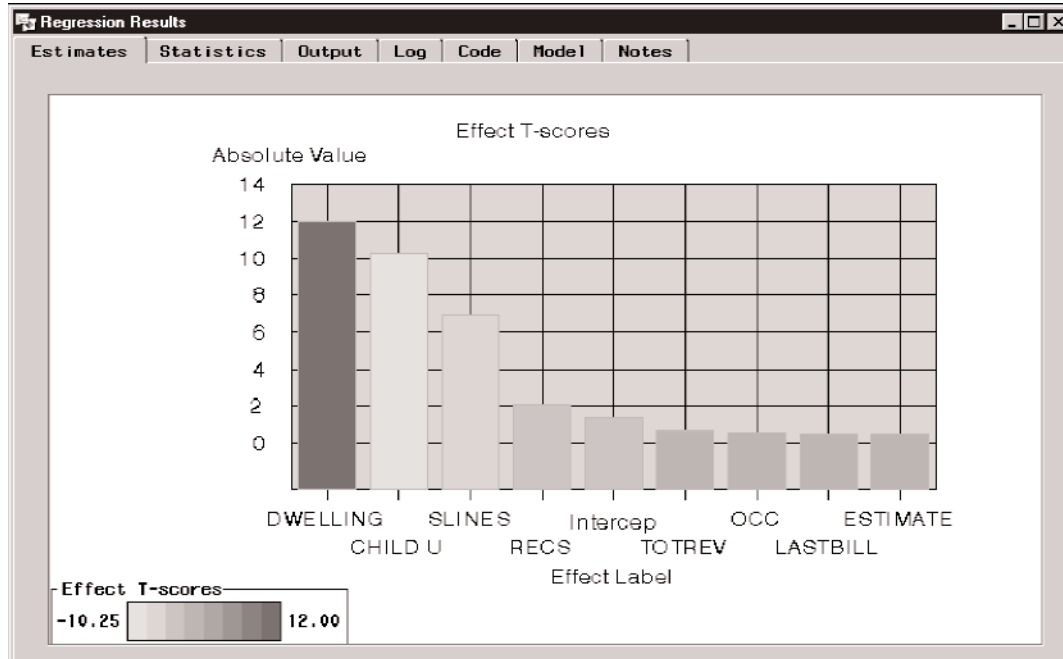 Regression Results
Estimates Statistics Output Log Code Model Notes
Effect T-scores
Absolute Value
14
12
10
8
6
4
2
0
DWELLING SLINES Intercep OCC ESTIMATE
CHILD U RECS TOTREV LASTBILL
Effect Label
Effect T-scores
-10.25 12.00